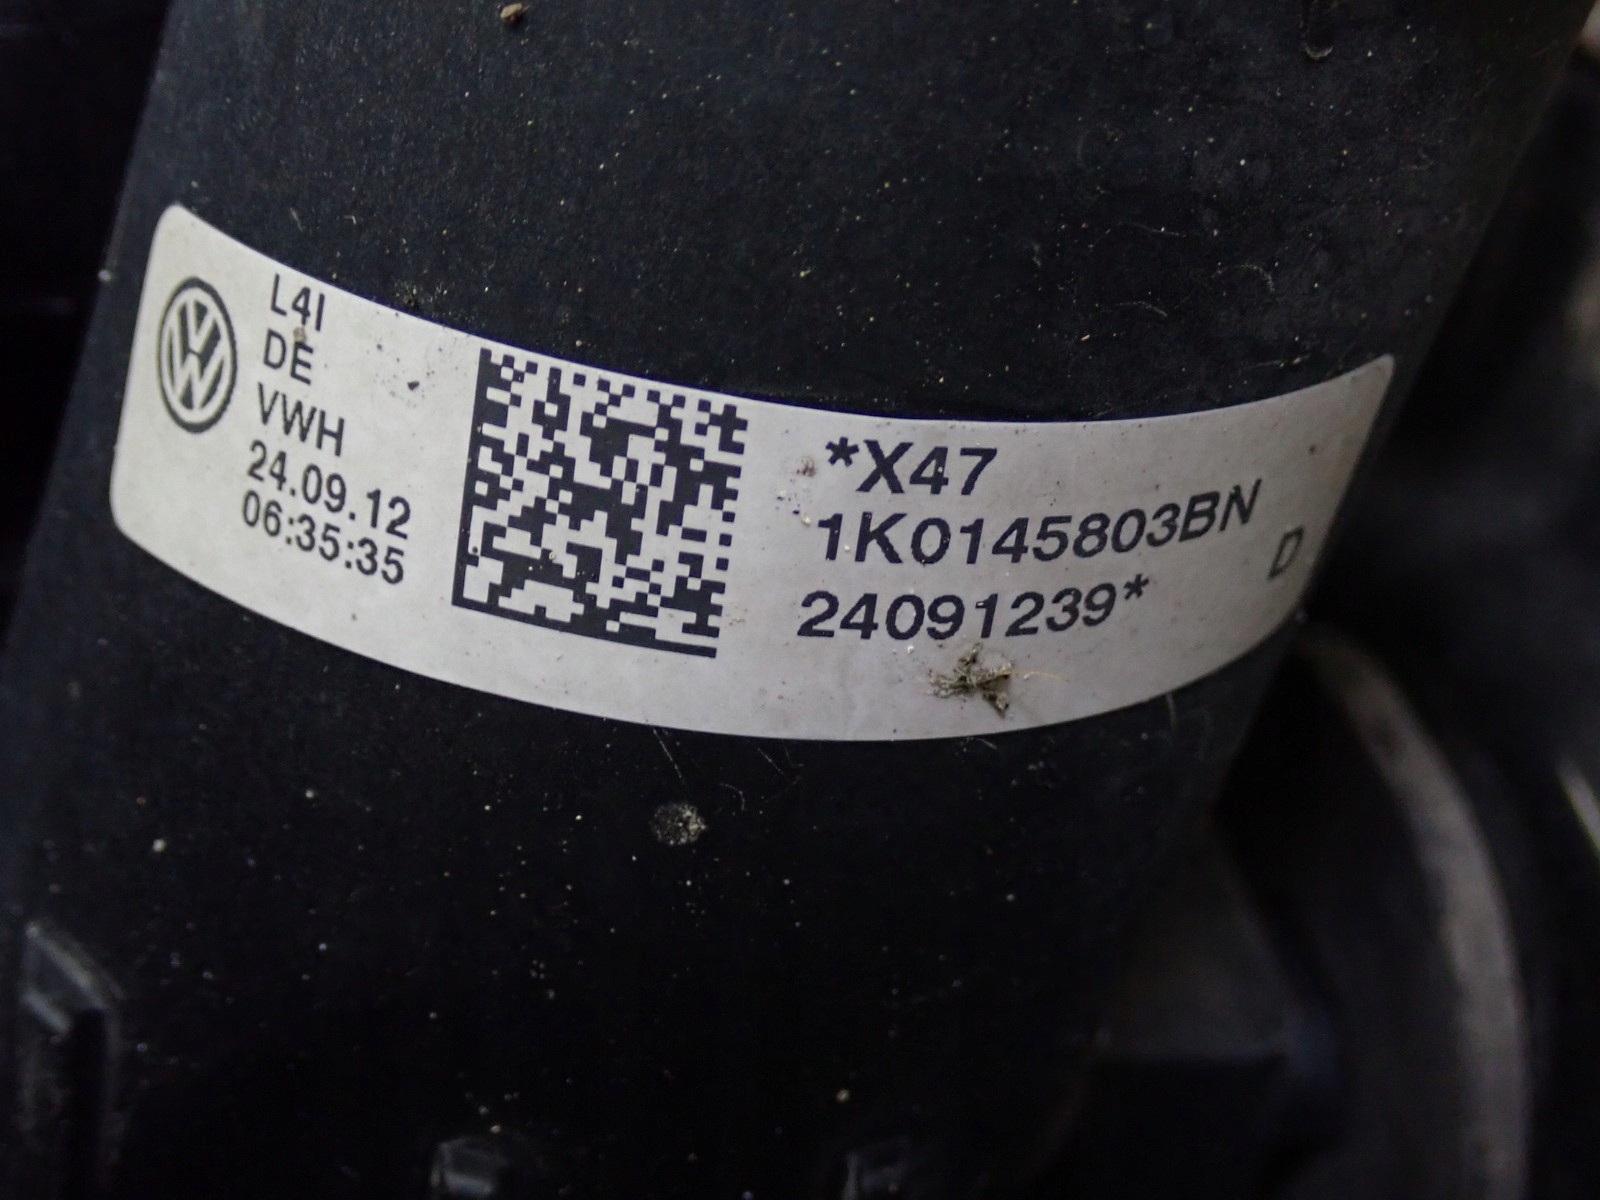 L4I
DE
VWH
24.09.12
06:35:35
*X47
1K0145803BN
D
24091239*